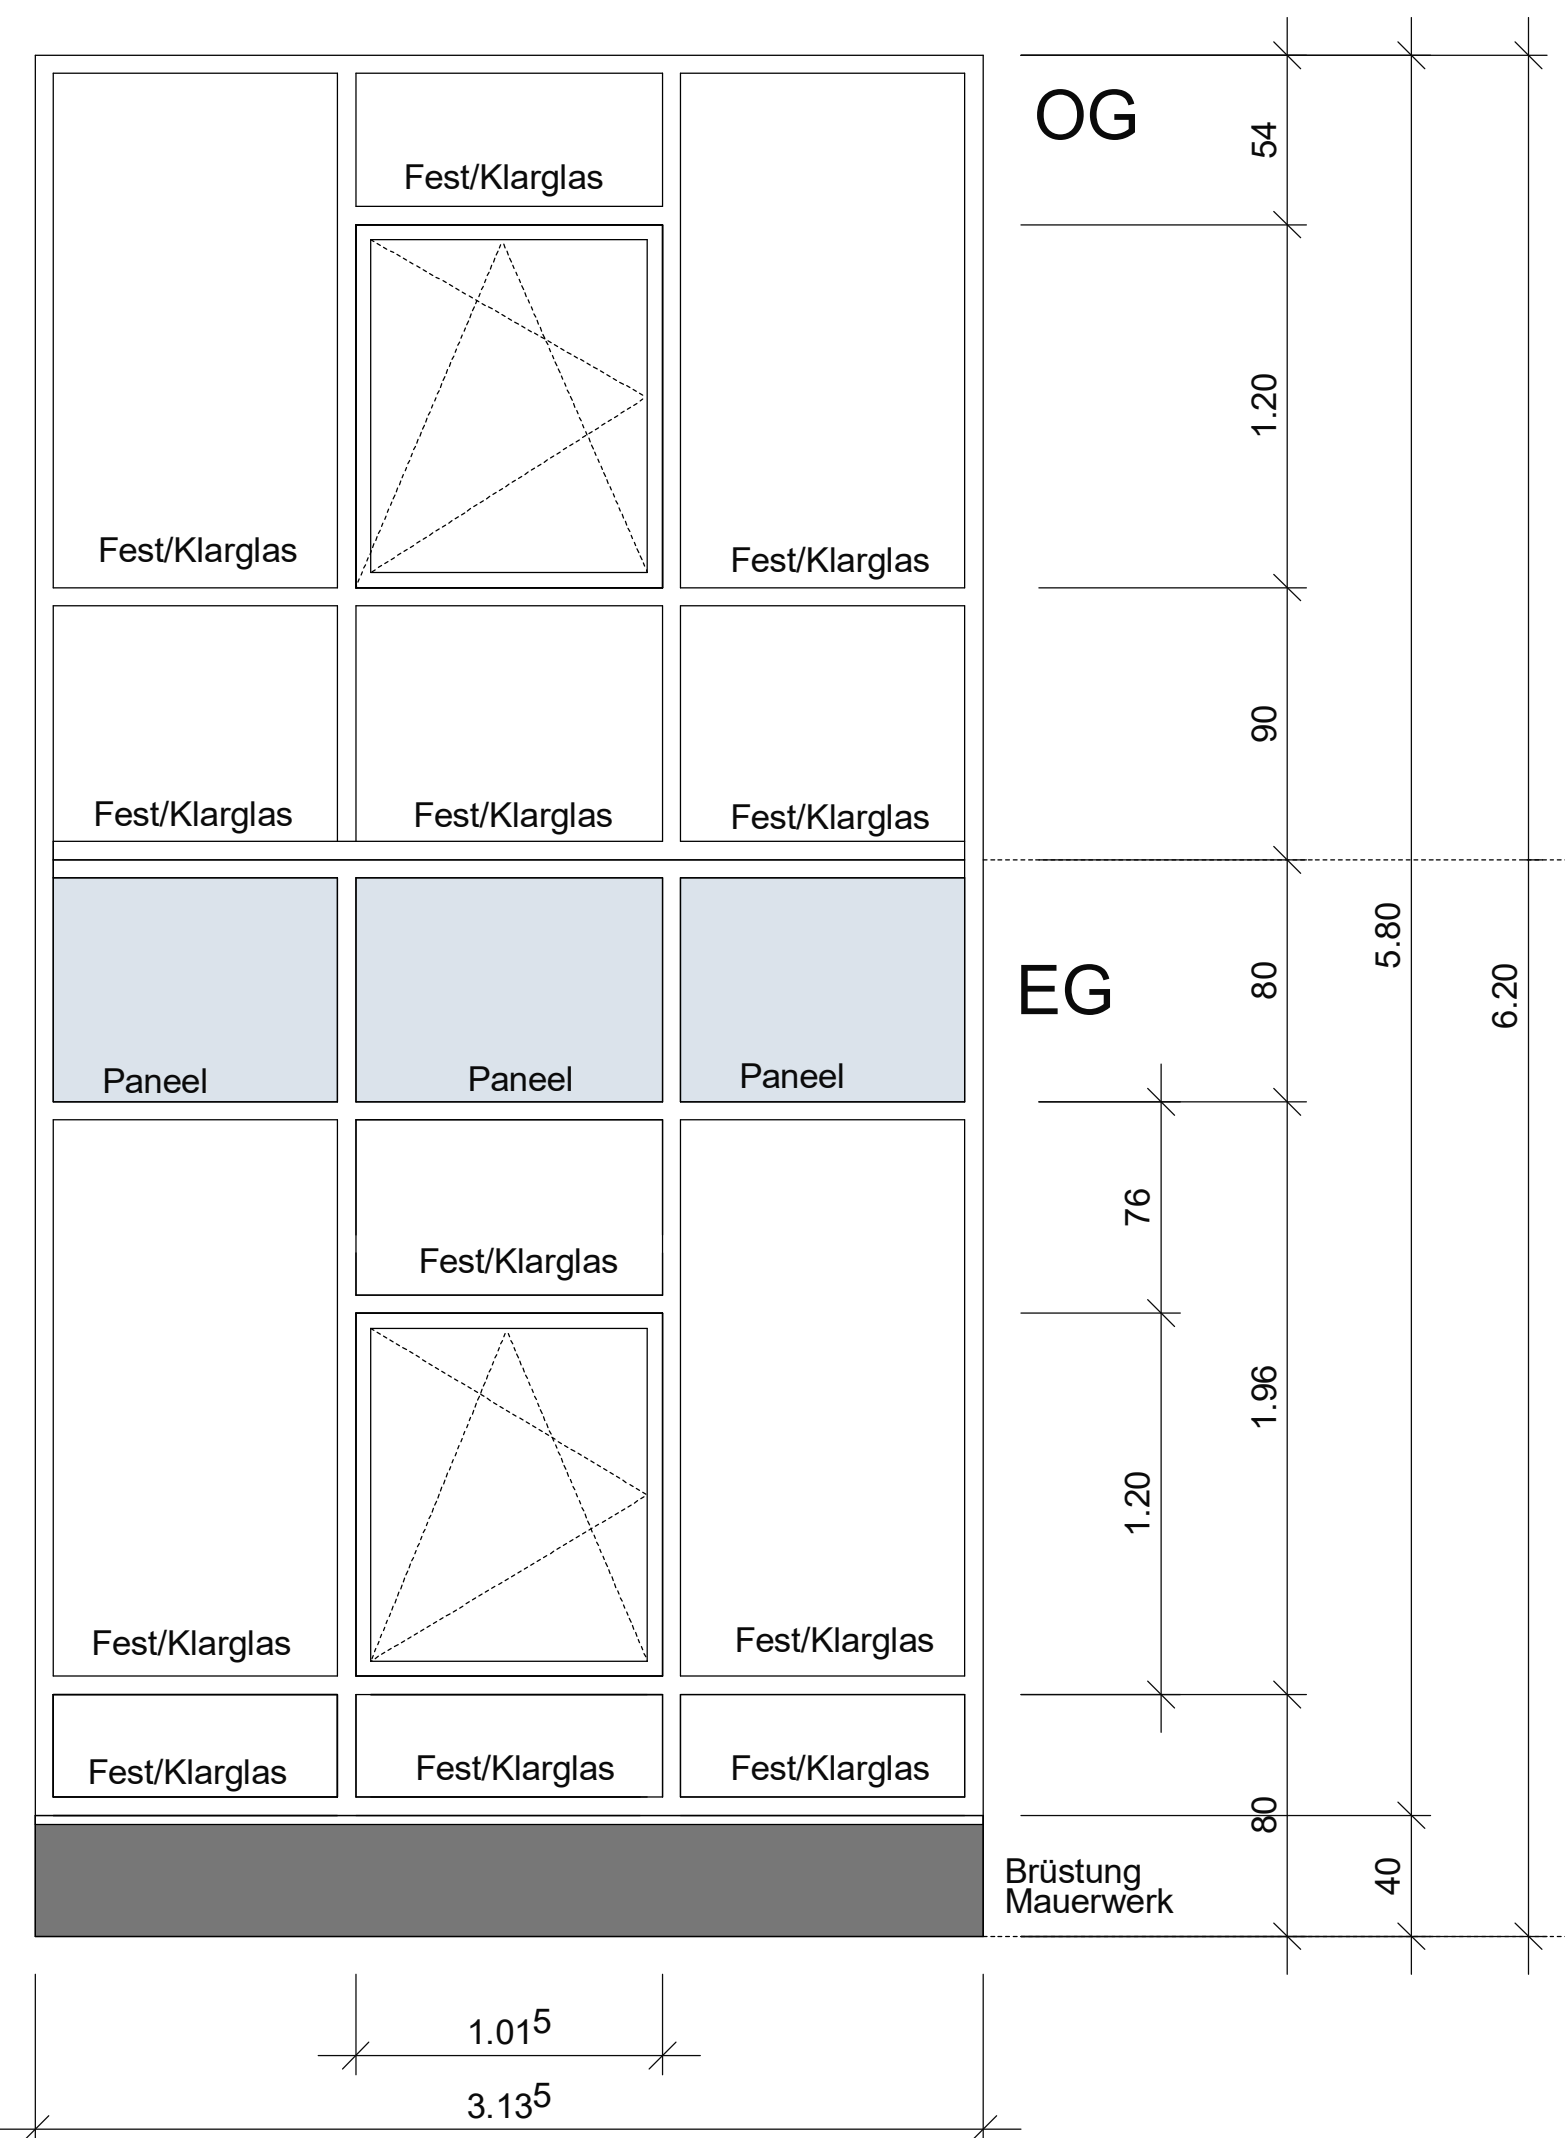 OG
54
Fest/Klarglas
1.20
Fest/Klarglas
Fest/Klarglas
90
Fest/Klarglas
Fest/Klarglas
Fest/Klarglas
5.80
6.20
EG
80
Paneel
Paneel
Paneel
76
Fest/Klarglas
1.96
1.20
Fest/Klarglas
Fest/Klarglas
Fest/Klarglas
Fest/Klarglas
Fest/Klarglas
80
40
Brüstung
Mauerwerk
1.01⁵
3.13⁵